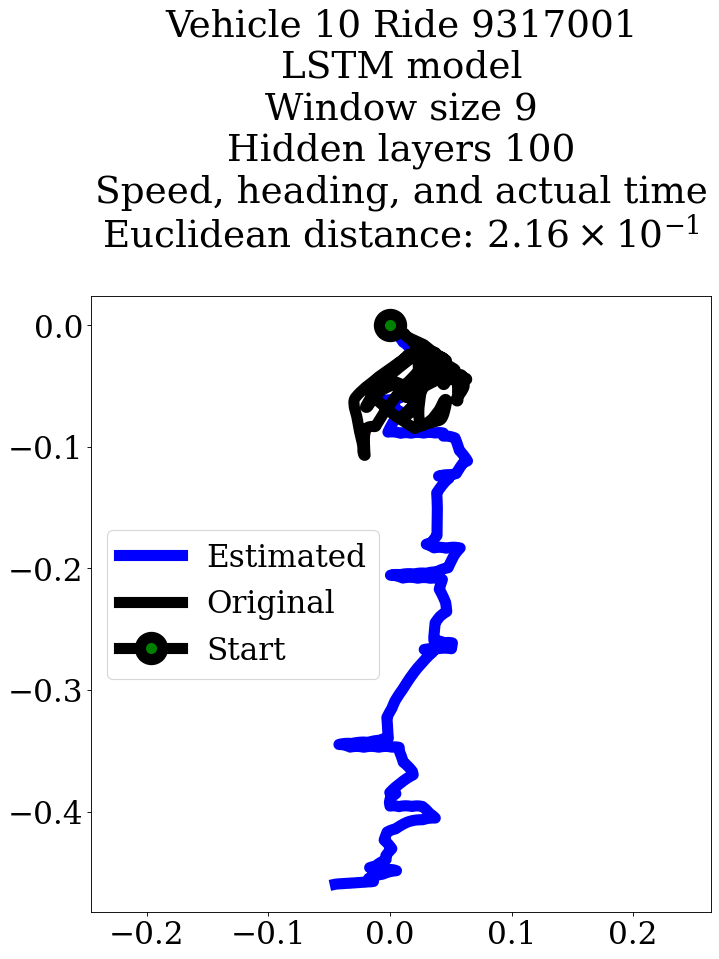 Vehicle 10 Ride 9317001
LSTM model
Window size 9
Hidden layers 100
Speed, heading, and actual time
Euclidean distance: 2.16 × 10⁻¹
0.0
−0.1
−0.2
−0.3
−0.4
Estimated
Original
Start
−0.2 −0.1 0.0 0.1 0.2